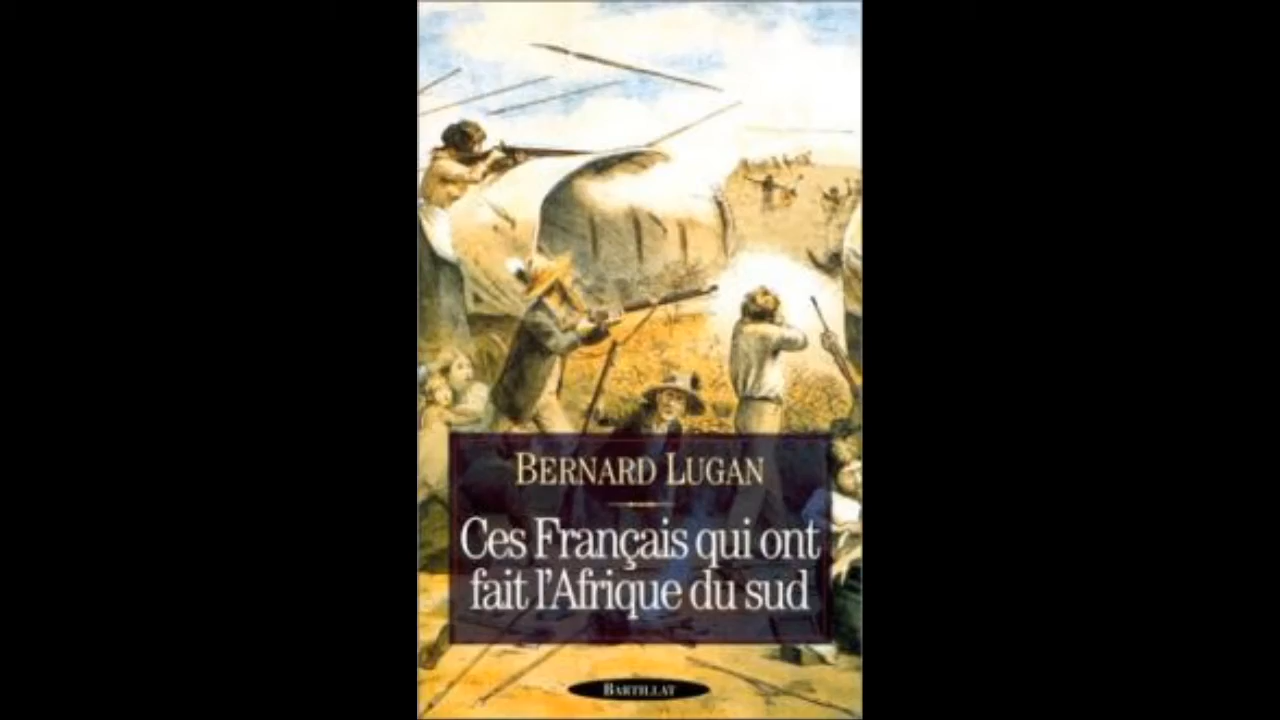 BERNARD LUGAN
Ces Français qui ont
fait l'Afrique du sud
BARTILLAT